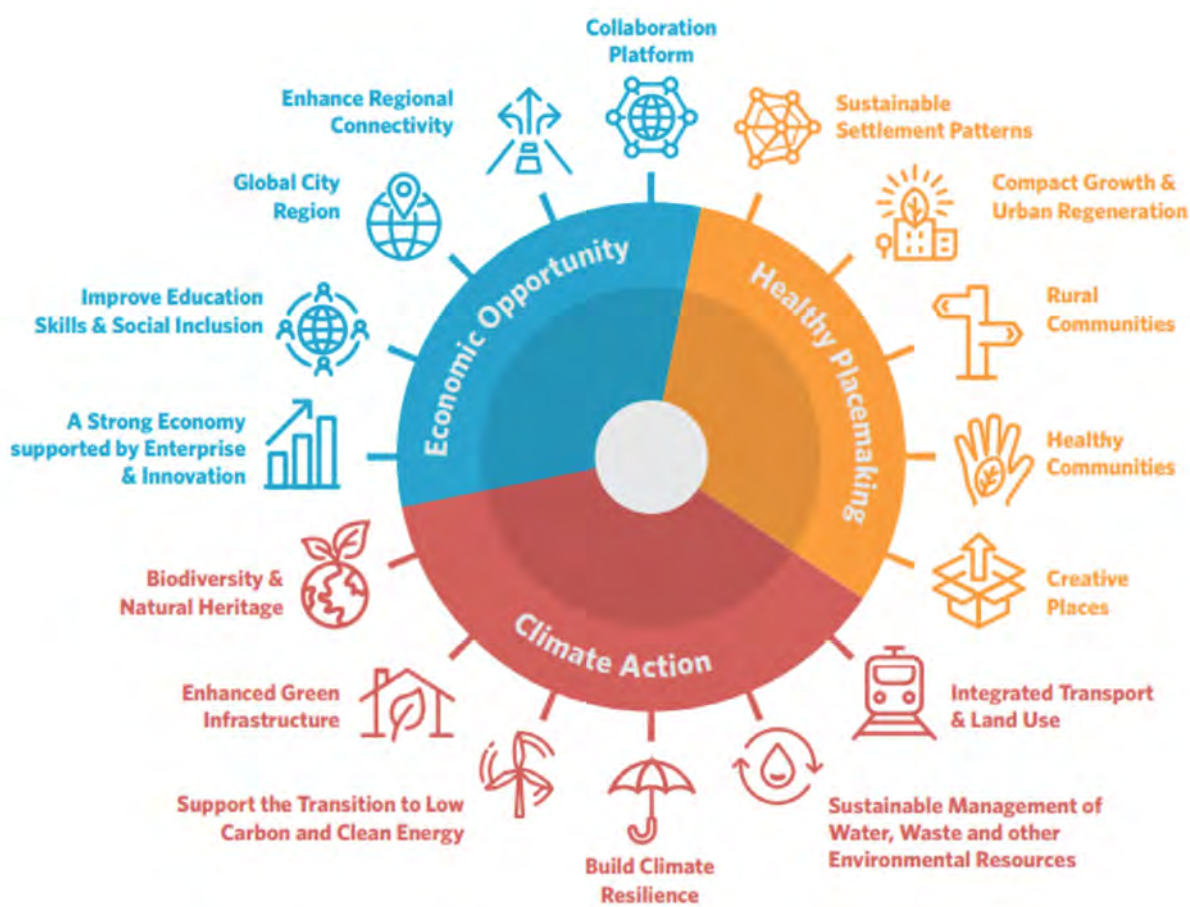 Collaboration
Platform
Sustainable
Settlement Patterns
Compact Growth &
Urban Regeneration
Rural
Communities
Healthy
Communities
Creative
Places
Integrated Transport
& Land Use
Sustainable Management of
Water, Waste and other
Environmental Resources
Build Climate
Resilience
Support the Transition to Low
Carbon and Clean Energy
Enhanced Green
Infrastructure
Biodiversity &
Natural Heritage
A Strong Economy
supported by Enterprise
& Innovation
Improve Education
Skills & Social Inclusion
Global City
Region
Enhance Regional
Connectivity
Economic Opportunity
Healthy Placemaking
Climate Action